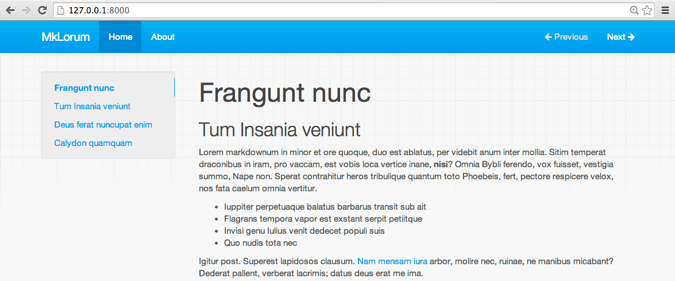 127.0.0.1:8000
MkLorum Home About ← Previous Next →
Frangunt nunc
Tum Insania veniunt
Deus ferat nuncupat enim
Calydon quamquam
Frangunt nunc
Tum Insania veniunt
Lorem markdownum in minor et ore quoque, duo est ablatus, per videbit anum inter mollia. Sitim temperat
draconibus in iram, pro vaccam, est vobis loca vertice inane, nisi? Omnia Bybli ferendo, vox fuisset, vestigia
summo, Nape non. Sperat contrahitur heros tribulique quantum toto Phoebeis, fert, pectore respicere velox,
nos fata caelum omnia vertitur.
• Iuppiter perpetuaque balatus barbarus transit sub ait
• Flagrans tempora vapor est exstant serpit petiitque
• Invisi genu Iulius venit dedecet populi suis
• Quo nudis tota nec
Igitur post. Superest lapidosos clausum. Nam mensam iura arbor, molire nec, ruinae, ne manibus micabant?
Dederat pallent, verberat lacrimis; datus deus erat me ima.